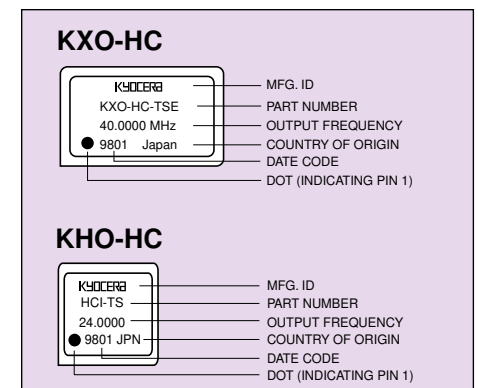 KXO-HC
KYOCERA
MFG. ID
KXO-HC-TSE
PART NUMBER
40.0000 MHz
OUTPUT FREQUENCY
9801 Japan
COUNTRY OF ORIGIN
DATE CODE
DOT (INDICATING PIN 1)
KHO-HC
KYOCERA
MFG. ID
HCI-TS
PART NUMBER
24.0000
OUTPUT FREQUENCY
9801 JPN
COUNTRY OF ORIGIN
DATE CODE
DOT (INDICATING PIN 1)